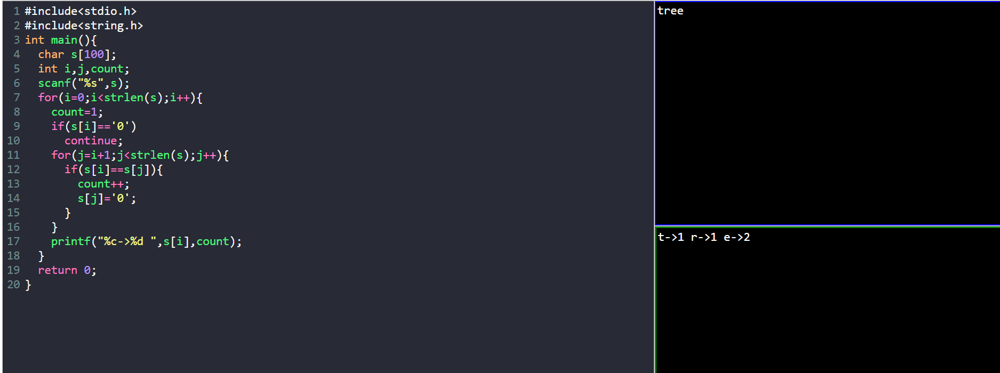 1 #include<stdio.h>
2 #include<string.h>
3 int main(){
4   char s[100];
5   int i,j,count;
6   scanf("%s",s);
7   for(i=0;i<strlen(s);i++){
8     count=1;
9     if(s[i]=='0')
10       continue;
11     for(j=i+1;j<strlen(s);j++){
12       if(s[i]==s[j]){
13         count++;
14         s[j]='0';
15       }
16     }
17     printf("%c->%d ",s[i],count);
18   }
19   return 0;
20 }
tree
t->1 r->1 e->2